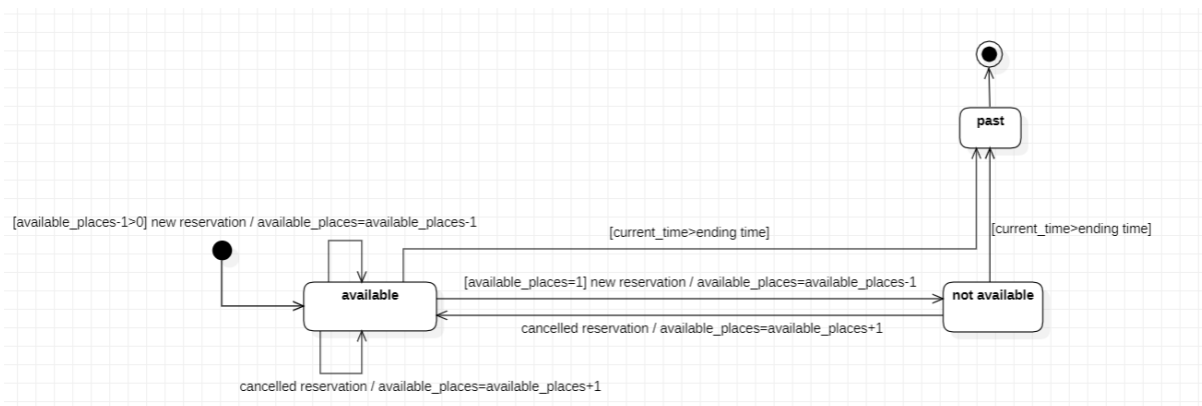 past
[available_places-1>0] new reservation / available_places=available_places-1
[current_time>ending time]
[current_time>ending time]
[available_places=1] new reservation / available_places=available_places-1
available
not available
cancelled reservation / available_places=available_places+1
cancelled reservation / available_places=available_places+1